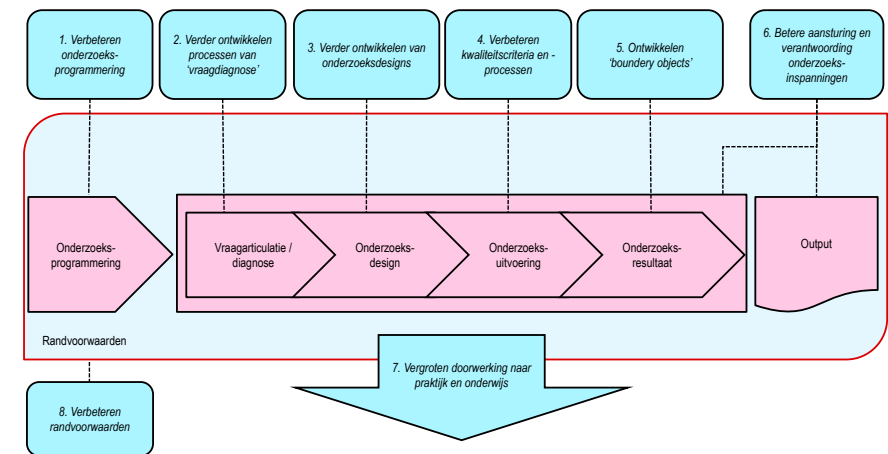 1. Verbeteren
onderzoeks-
programmering
2. Verder ontwikkelen
processen van
‘vraagdiagnose’
3. Verder ontwikkelen van
onderzoeksdesigns
4. Verbeteren
kwaliteitscriteria en -
processen
5. Ontwikkelen
‘boundery objects’
6. Betere aansturing en
verantwoording
onderzoek-
inspanningen
Onderzoeks-
programmering
Vraagarticulatie /
diagnose
Onderzoeks-
design
Onderzoeks-
uitvoering
Onderzoeks-
resultaat
Output
Randvoorwaarden
7. Vergroten doorwerking naar
praktijk en onderwijs
8. Verbeteren
randvoorwaarden